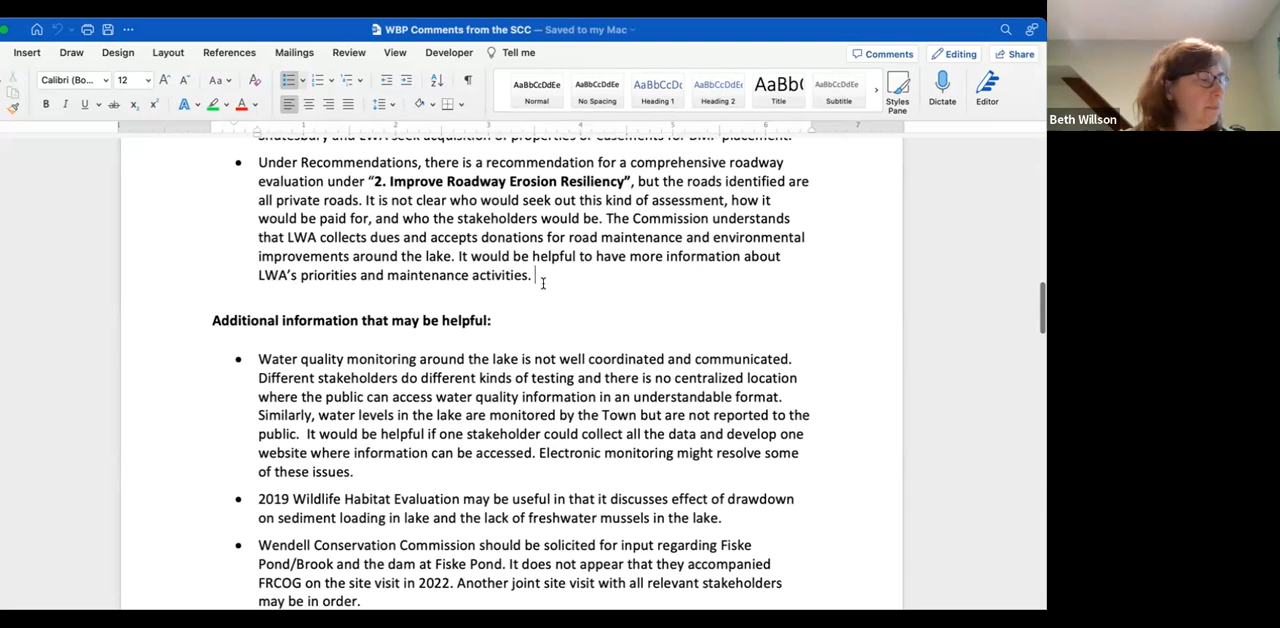 WBP Comments from the SCC — Saved to my Mac
Insert Draw Design Layout References Mailings Review View Developer Tell me
Comments Editing Share
Calibri (Bo... 12 Aa
AaBbCcDdEe AaBbCcDdEe AaBbCcDc AaBbCcDdEe AaBb( AaBbCcDdEe
Normal No Spacing Heading 1 Heading 2 Title Subtitle
Styles Pane
Dictate
Editor
1 2 3 4 5 6 7
Beth Willson
• Under Recommendations, there is a recommendation for a comprehensive roadway
evaluation under “2. Improve Roadway Erosion Resiliency”, but the roads identified are
all private roads. It is not clear who would seek out this kind of assessment, how it
would be paid for, and who the stakeholders would be. The Commission understands
that LWA collects dues and accepts donations for road maintenance and environmental
improvements around the lake. It would be helpful to have more information about
LWA’s priorities and maintenance activities.
Additional information that may be helpful:
• Water quality monitoring around the lake is not well coordinated and communicated.
Different stakeholders do different kinds of testing and there is no centralized location
where the public can access water quality information in an understandable format.
Similarly, water levels in the lake are monitored by the Town but are not reported to the
public.  It would be helpful if one stakeholder could collect all the data and develop one
website where information can be accessed. Electronic monitoring might resolve some
of these issues.
• 2019 Wildlife Habitat Evaluation may be useful in that it discusses effect of drawdown
on sediment loading in lake and the lack of freshwater mussels in the lake.
• Wendell Conservation Commission should be solicited for input regarding Fiske
Pond/Brook and the dam at Fiske Pond. It does not appear that they accompanied
FRCOG on the site visit in 2022. Another joint site visit with all relevant stakeholders
may be in order.